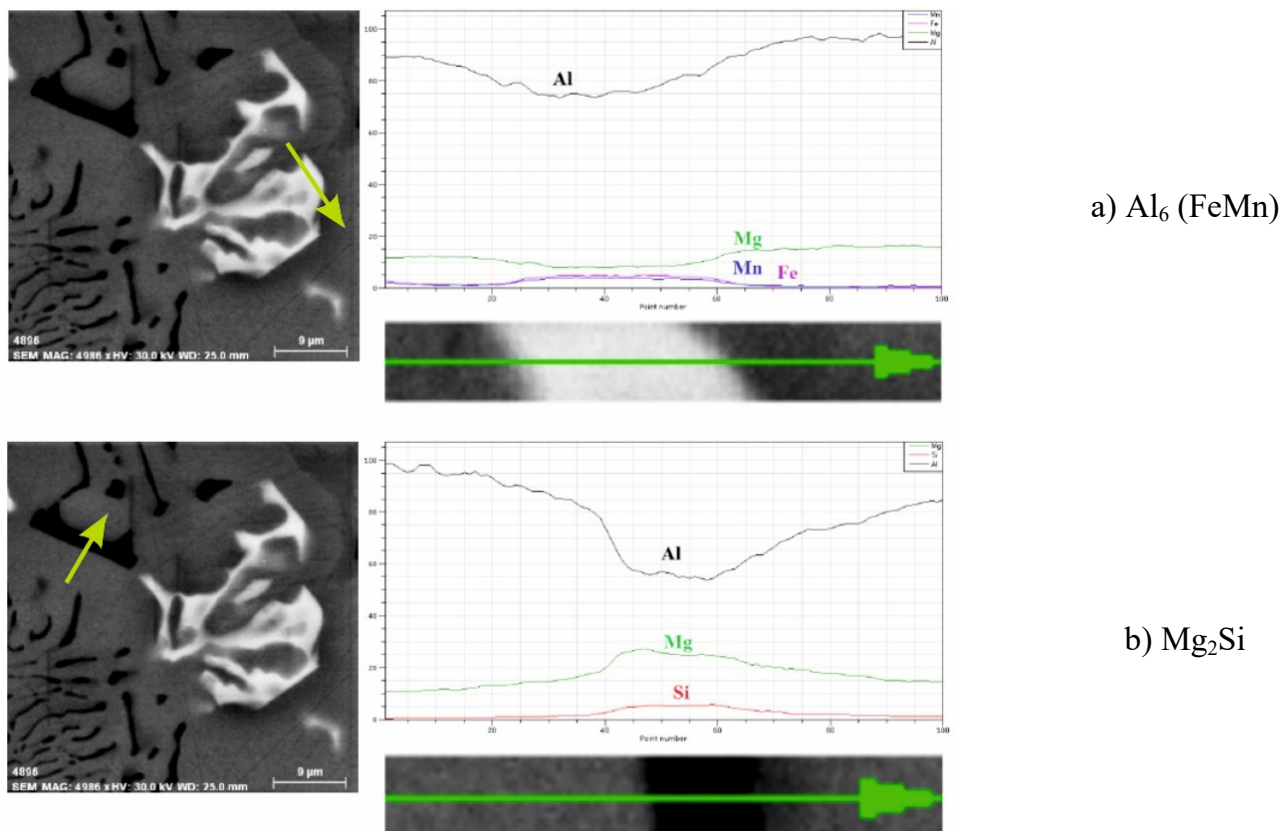 Mn
Fe
Mg
Al
100
80
60
40
20
0
Al
Mg
Mn
Fe
20
40
60
80
100
Point number
4896
SEM MAG: 4986 x HV: 30.0 kV WD: 25.0 mm
9 µm
a) Al₆ (FeMn)
Mg
Si
Al
100
80
60
40
20
0
Al
Mg
Si
20
40
60
80
100
Point number
4896
SEM MAG: 4986 x HV: 30.0 kV WD: 25.0 mm
9 µm
b) Mg₂Si